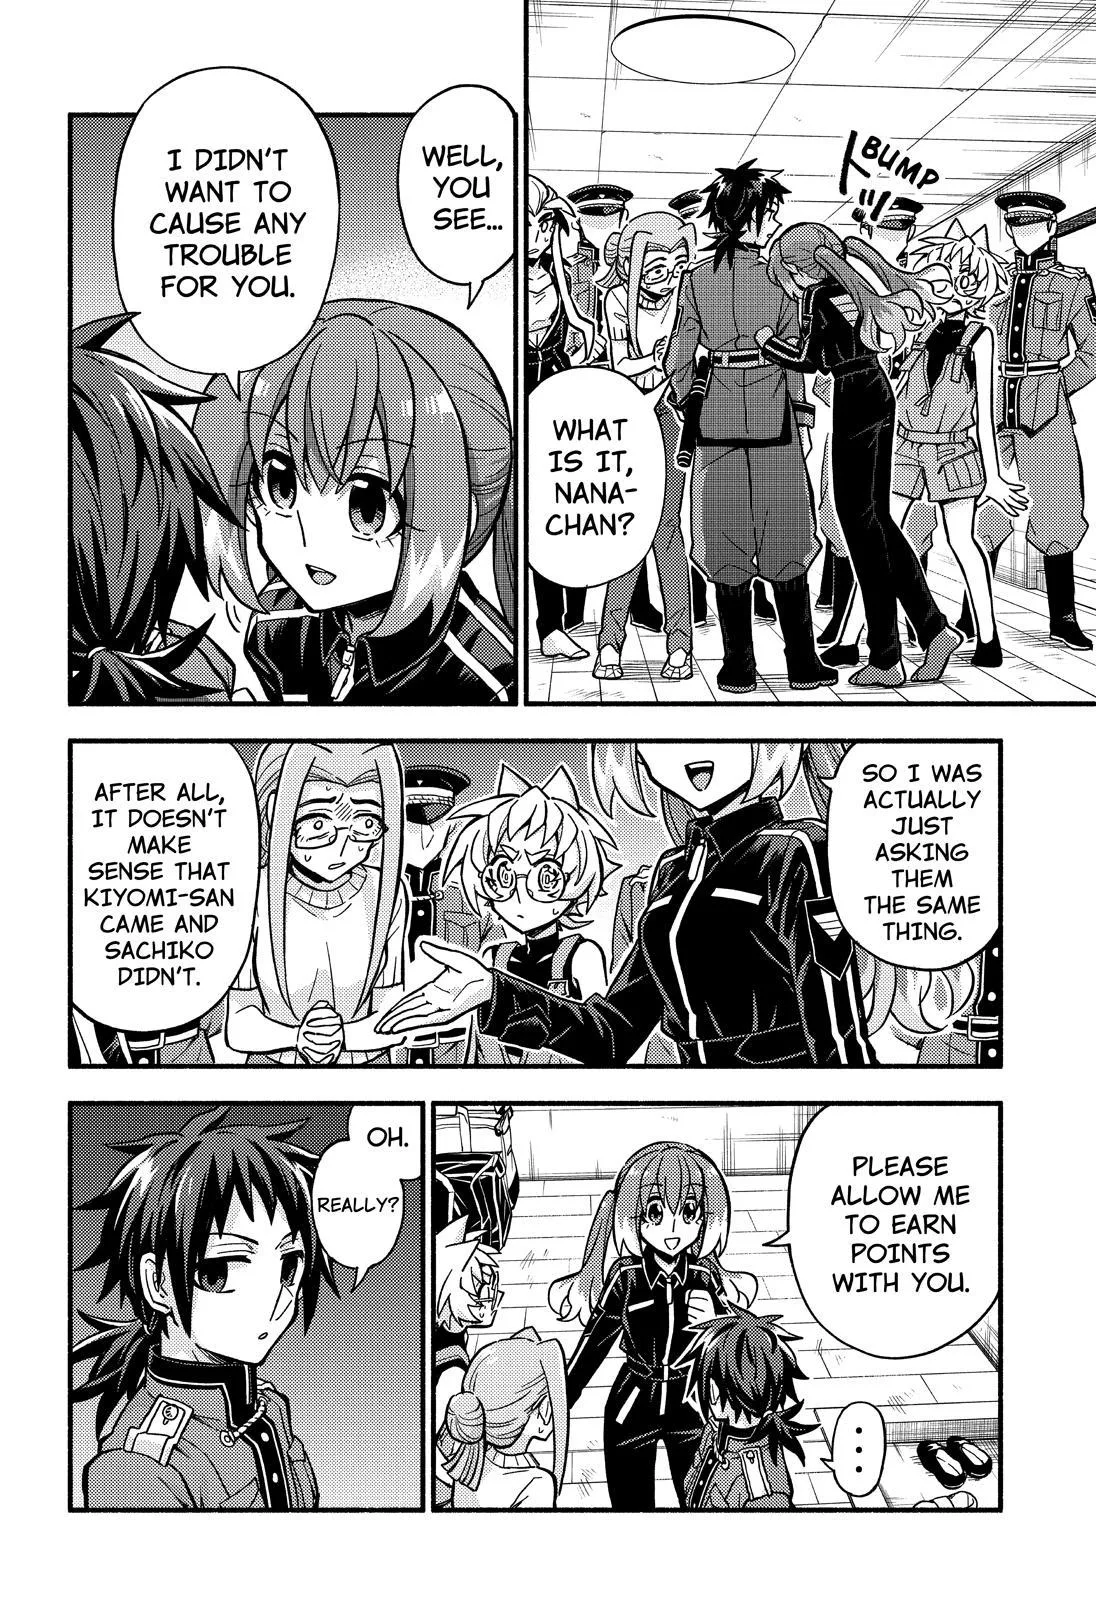 BUMP
WHAT
IS IT,
NANA-
CHAN?
WELL,
YOU
SEE...
I DIDN'T
WANT TO
CAUSE ANY
TROUBLE
FOR YOU.
SO I WAS
ACTUALLY
JUST
ASKING
THEM
THE SAME
THING.
AFTER ALL,
IT DOESN'T
MAKE
SENSE THAT
KIYOMI-SAN
CAME AND
SACHIKO
DIDN'T.
PLEASE
ALLOW ME
TO EARN
POINTS
WITH YOU.
...
OH.
REALLY?